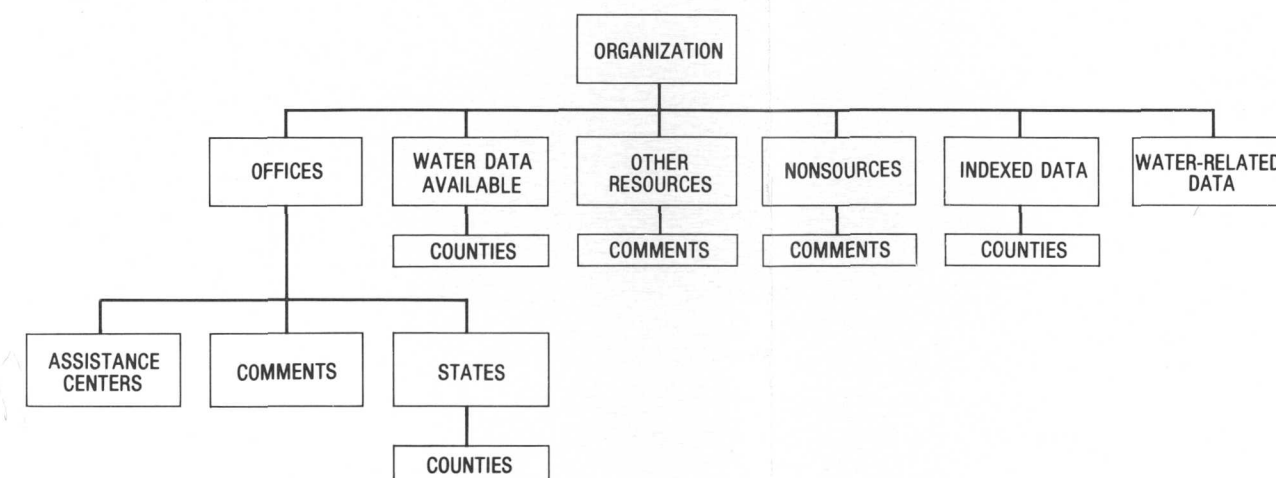 ORGANIZATION
OFFICES
WATER DATA
AVAILABLE
OTHER
RESOURCES
NONSOURCES
INDEXED DATA
WATER-RELATED
DATA
COUNTIES
COMMENTS
COMMENTS
COUNTIES
ASSISTANCE
CENTERS
COMMENTS
STATES
COUNTIES